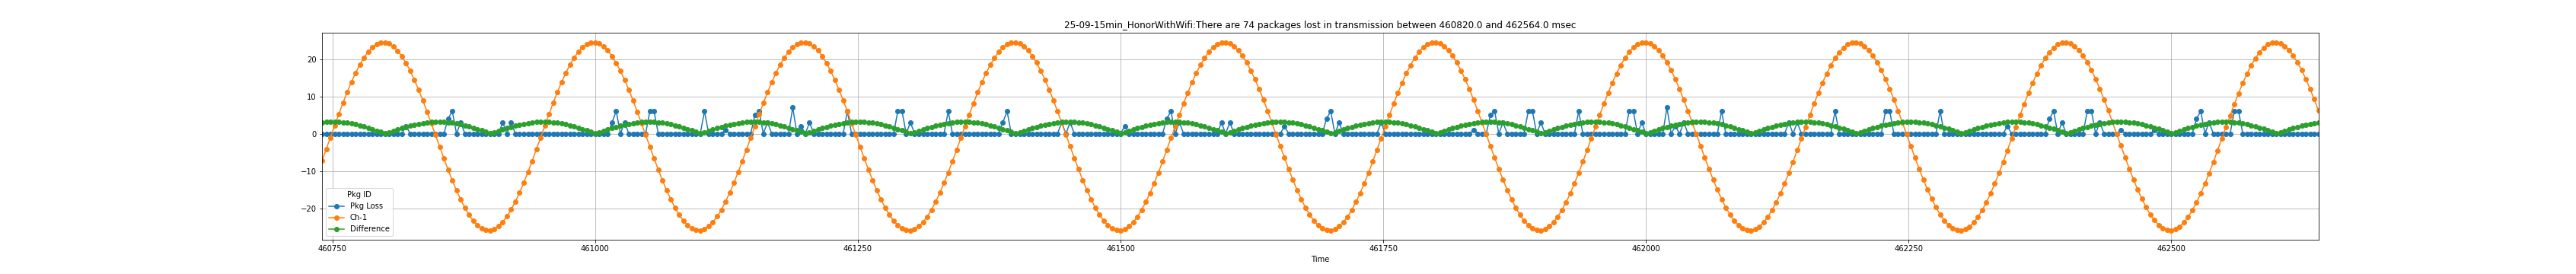 25-09-15min_HonorWithWifi:There are 74 packages lost in transmission between 460820.0 and 462564.0 msec
20
10
0
−10
−20
Pkg ID
Pkg Loss
Ch-1
Difference
460750 461000 461250 461500 461750 462000 462250 462500
Time